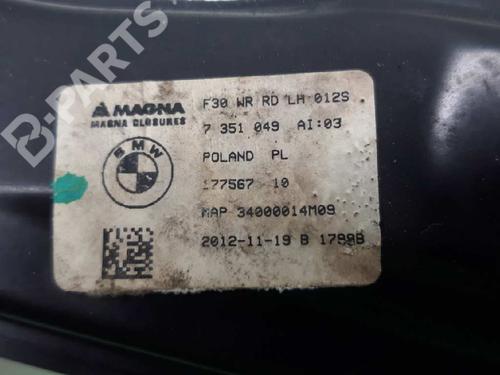 MAGNA
MAGNA CLOSURES
BMW
F30 WR RD LH 012S
7 351 049 AI:03
POLAND PL
177567 10
MAP 34000014M09
2012-11-19 B
B-PARTS